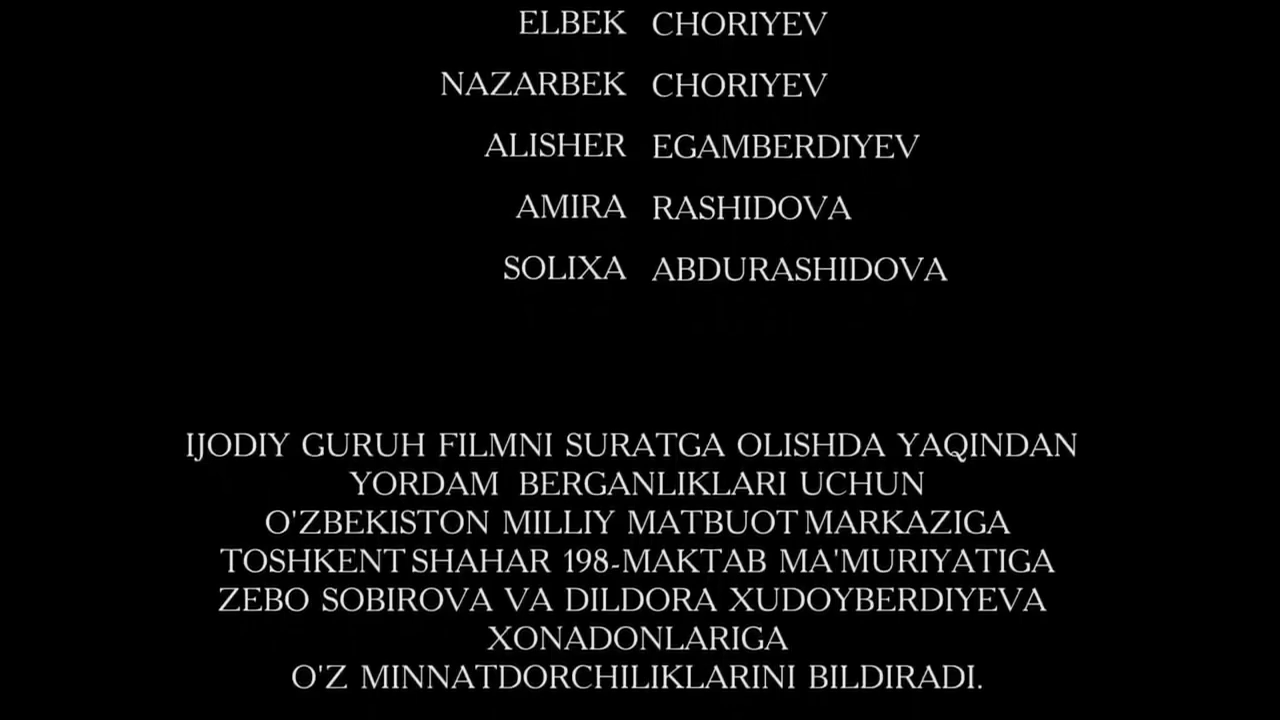 ELBEK CHORIYEV
NAZARBEK CHORIYEV
ALISHER EGAMBERDIYEV
AMIRA RASHIDOVA
SOLIXA ABDURASHIDOVA
IJODIY GURUH FILMNI SURATGA OLISHDA YAQINDAN
YORDAM BERGANLIKLARI UCHUN
O'ZBEKISTON MILLIY MATBUOT MARKAZIGA
TOSHKENT SHAHAR 198-MAKTAB MA'MURIYATIGA
ZEBO SOBIROVA VA DILDORA XUDOYBERDIYEVA
XONADONLARIGA
O'Z MINNATDORCHILIKLARINI BILDIRADI.